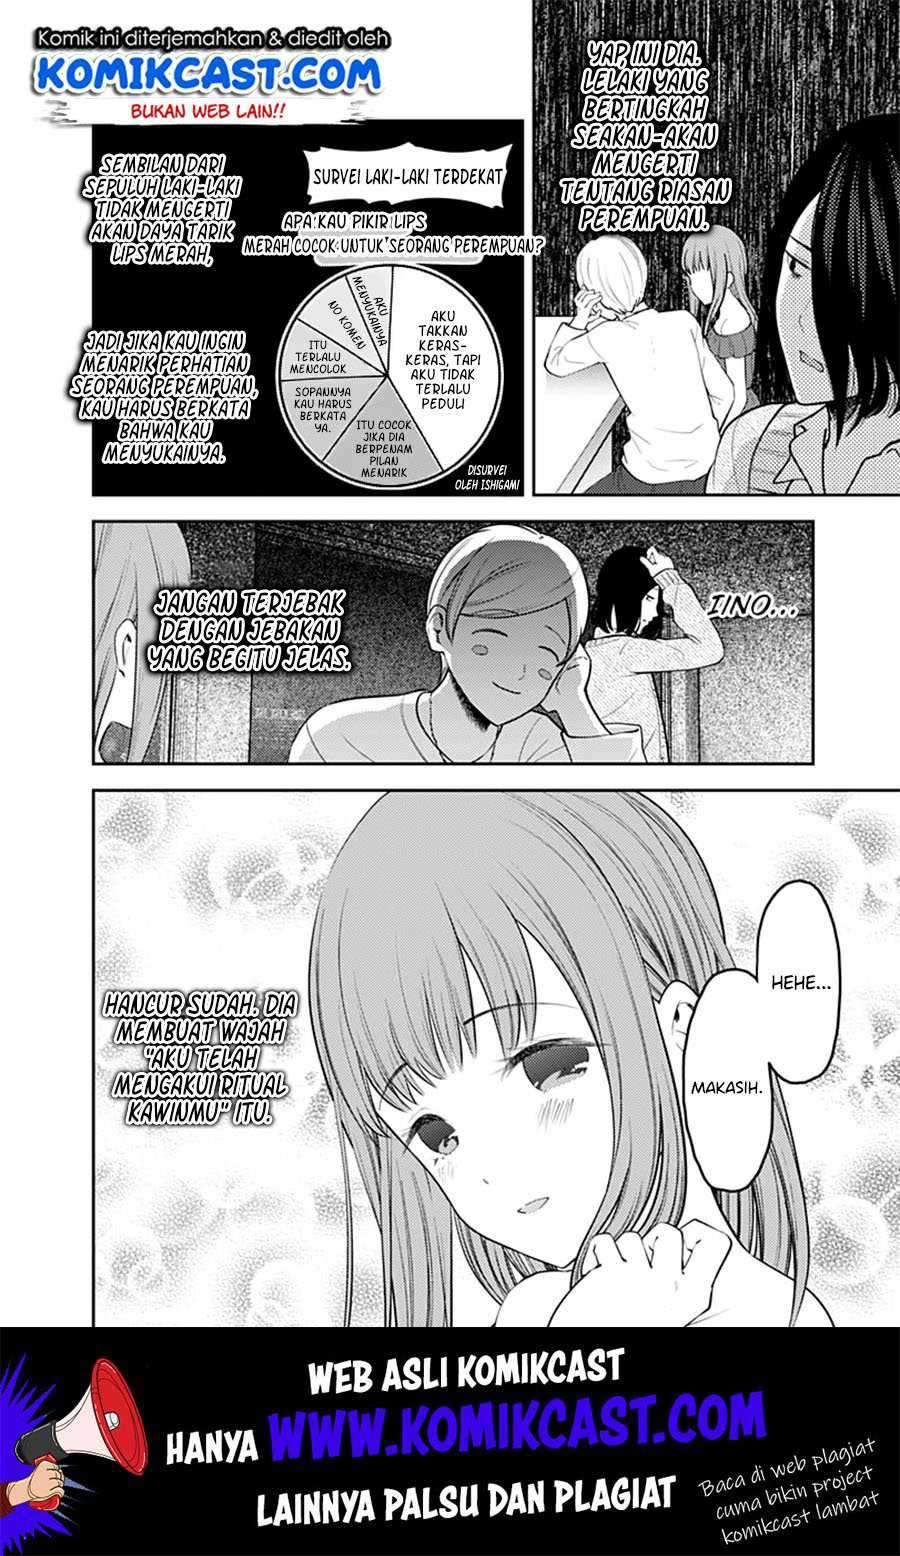 Komik ini diterjemahkan & diedit oleh
KOMIKCAST.COM
BUKAN WEB LAIN!!
YAP, INI DIA.
LELAKI YANG
BERTINGKAH
SEAKAN-AKAN
MENGERTI
TENTANG RIASAN
PEREMPUAN.
SEMBILAN DARI
SEPULUH LAKI-LAKI
TIDAK MENGERTI
AKAN DAYA TARIK
LIPS MERAH,
SURVEI LAKI-LAKI TERDEKAT
APA KAU PIKIR LIPS
MERAH COCOK UNTUK SEORANG PEREMPUAN?
AKU
MENYUKAINYA
NO KOMEN
ITU
TERLALU
MENCOLOK
SOPANNYA
KAU HARUS
BERKATA
YA.
ITU COCOK
JIKA DIA
BERPENAM
PILAN
MENARIK
AKU
TAKKAN
KERAS-
KERAS, TAPI
AKU TIDAK
TERLALU
PEDULI
DISURVEI
OLEH ISHIGAMI
JADI JIKA KAU INGIN
MENARIK PERHATIAN
SEORANG PEREMPUAN,
KAU HARUS BERKATA
BAHWA KAU
MENYUKAINYA.
IINO...
JANGAN TERJEBAK
DENGAN JEBAKAN
YANG BEGITU JELAS.
HEHE...
MAKASIH.
HANCUR SUDAH. DIA
MEMBUAT WAJAH
"AKU TELAH
MENGAKUI RITUAL
KAWINMU" ITU.
WEB ASLI KOMIKCAST
HANYA WWW.KOMIKCAST.COM
LAINNYA PALSU DAN PLAGIAT
Baca di web plagiat
cuma bikin project
komikcast lambat